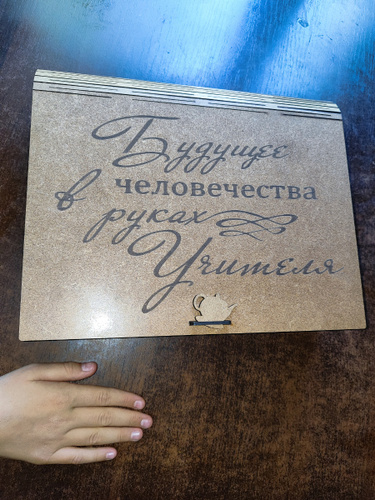 Будущее
в человечества
руках
Учителя